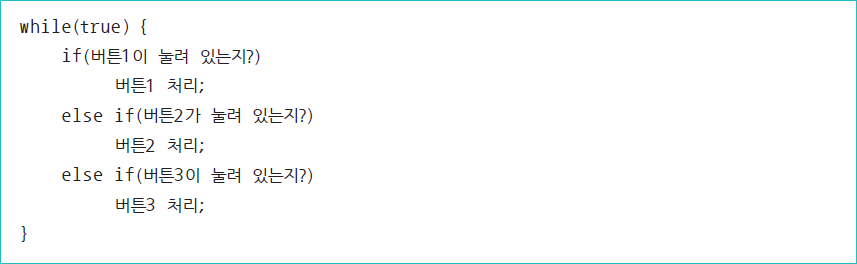 while(true) {
    if(버튼1이 눌려 있는지?)
        버튼1 처리;
    else if(버튼2가 눌려 있는지?)
        버튼2 처리;
    else if(버튼3이 눌려 있는지?)
        버튼3 처리;
}